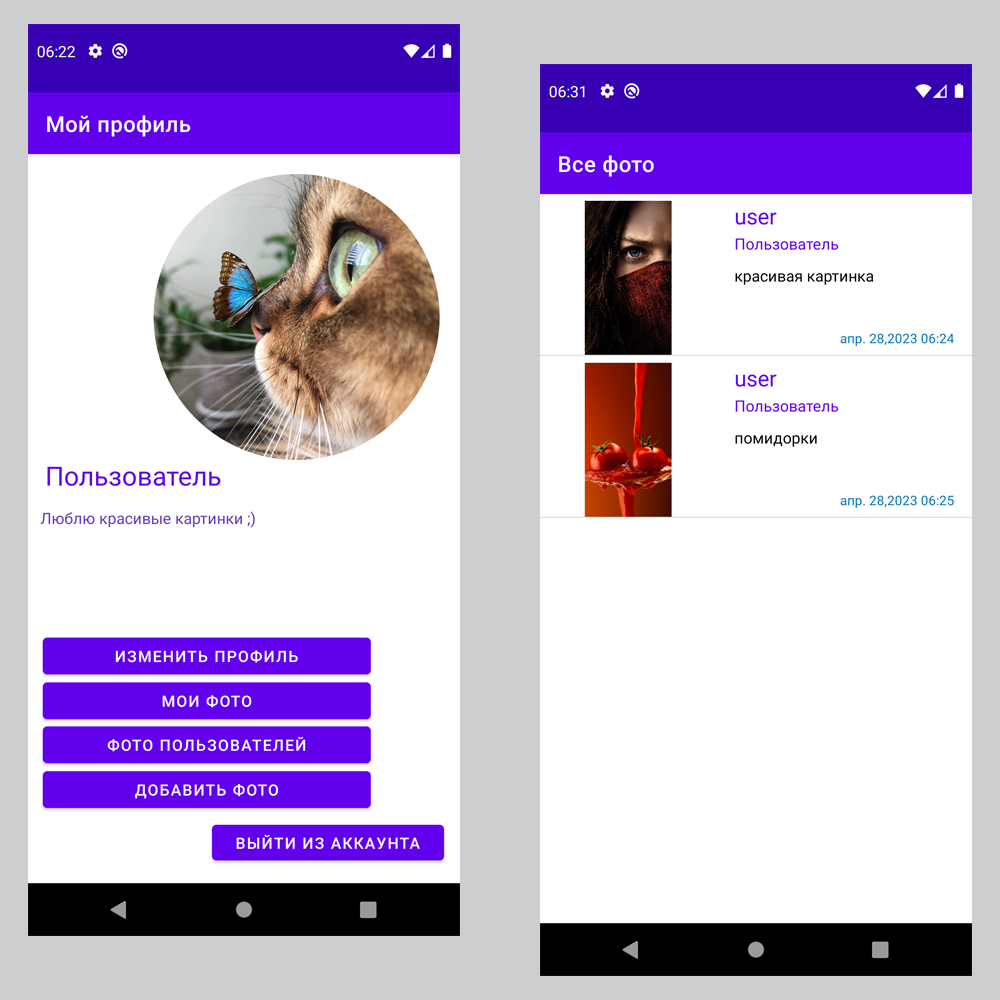 06:22
Мой профиль
Пользователь
Люблю красивые картинки ;)
ИЗМЕНИТЬ ПРОФИЛЬ
МОИ ФОТО
ФОТО ПОЛЬЗОВАТЕЛЕЙ
ДОБАВИТЬ ФОТО
ВЫЙТИ ИЗ АККАУНТА
06:31
Все фото
user
Пользователь
красивая картинка
апр. 28,2023 06:24
user
Пользователь
помидорки
апр. 28,2023 06:25